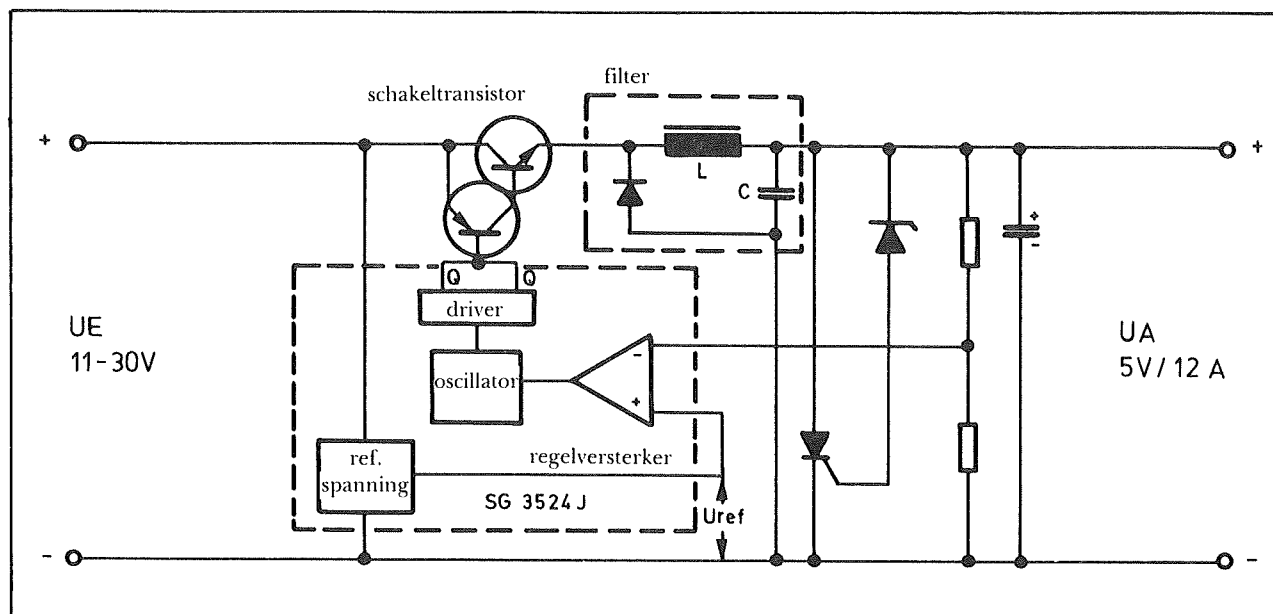 filter
schakeltransistor
+
+
L
C
+
-
Q
Q
driver
UE
11-30V
UA
5V/12 A
-
oscillator
+
ref.
spanning
regelversterker
SG 3524 J
Uref
-
-